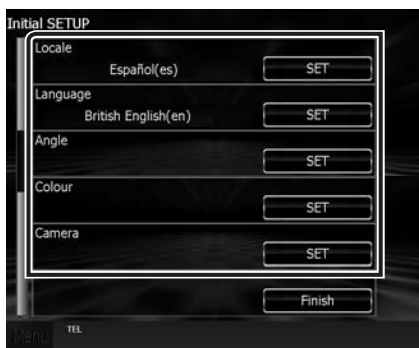 Initial SETUP
Locale
Español(es) SET
Language
British English(en) SET
Angle
SET
Colour
SET
Camera
SET
Finish
Menu TEL